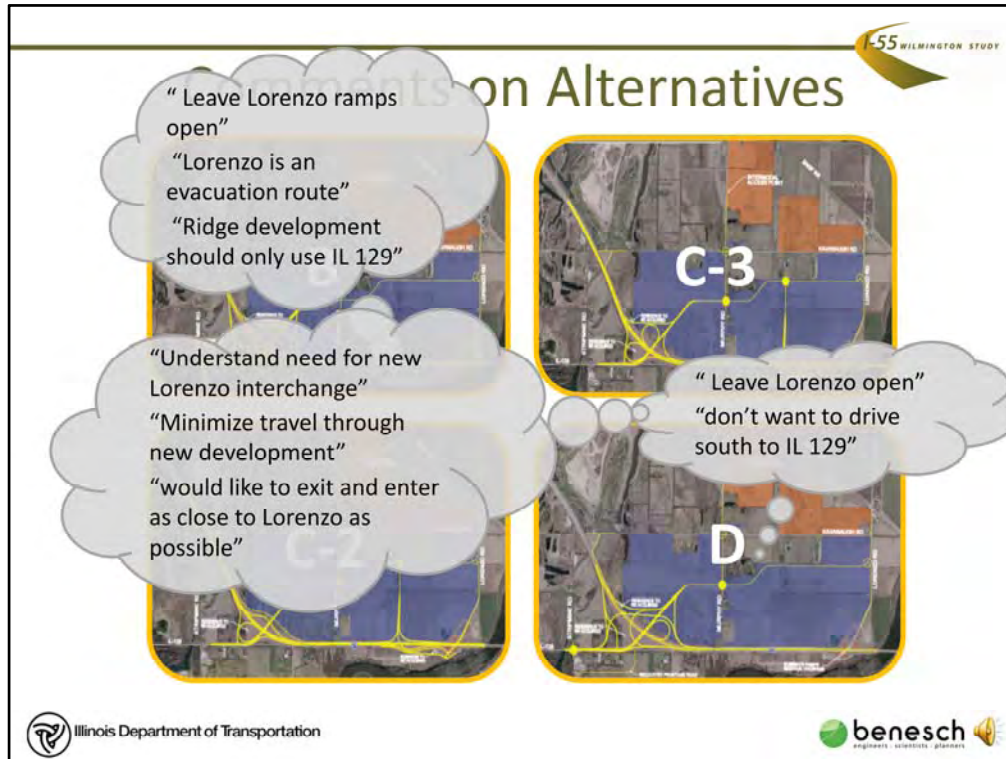 I-55 WILMINGTON STUDY
Comments on Alternatives
“ Leave Lorenzo ramps
open”
“Lorenzo is an
evacuation route”
“Ridge development
should only use IL 129”
“Understand need for new
Lorenzo interchange”
“Minimize travel through
new development”
“would like to exit and enter
as close to Lorenzo as
possible”
C-2
C-3
“ Leave Lorenzo open”
“don’t want to drive
south to IL 129”
D
Illinois Department of Transportation
benesch
engineers · scientists · planners